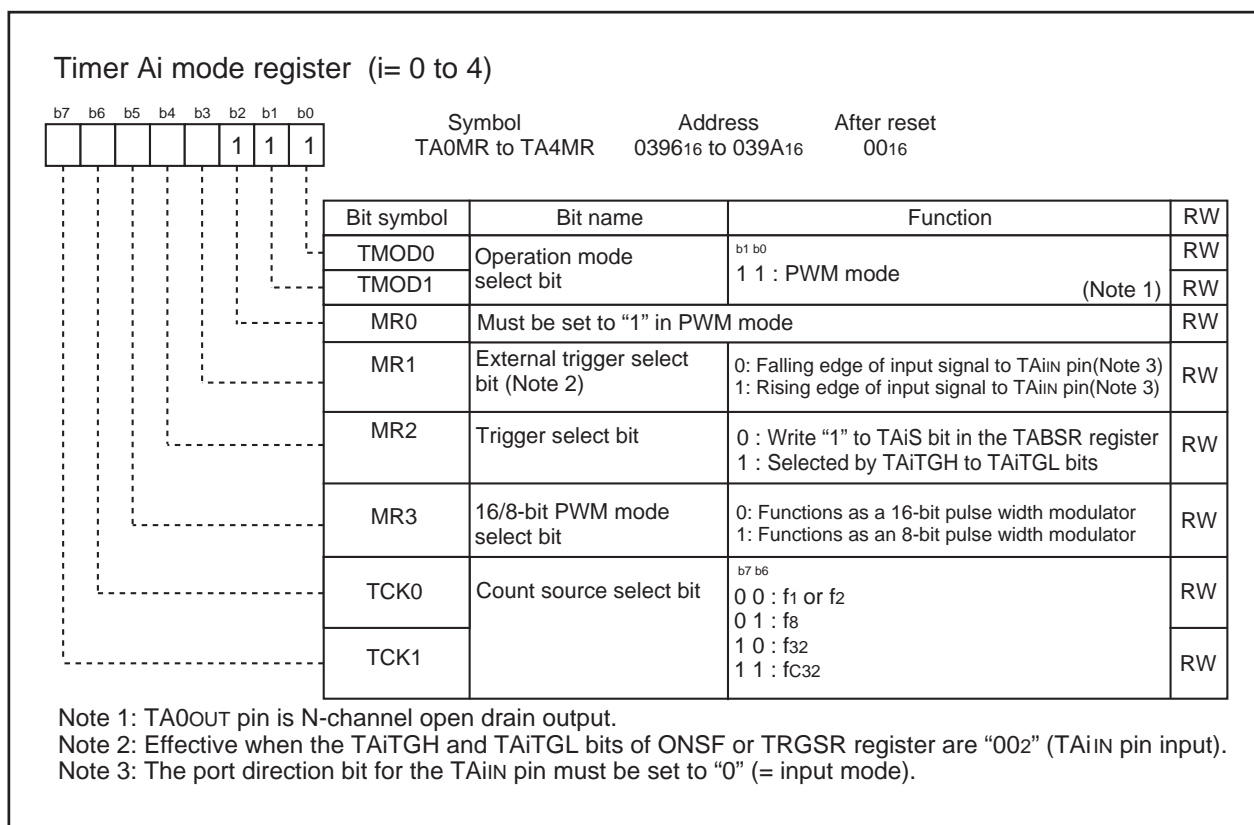 Timer Ai mode register (i= 0 to 4)
b7 b6 b5 b4 b3 b2 b1 b0
1 1 1
Symbol Address After reset
TA0MR to TA4MR 039616 to 039A16 0016
Bit symbol Bit name Function RW
TMOD0 Operation mode select bit b1 b0 RW
TMOD1 1 1 : PWM mode (Note 1) RW
MR0 Must be set to “1” in PWM mode RW
MR1 External trigger select bit (Note 2) RW
0: Falling edge of input signal to TAiIN pin(Note 3)
1: Rising edge of input signal to TAiIN pin(Note 3)
MR2 Trigger select bit RW
0 : Write “1” to TAiS bit in the TABSR register
1 : Selected by TAiTGH to TAiTGL bits
MR3 16/8-bit PWM mode select bit RW
0: Functions as a 16-bit pulse width modulator
1: Functions as an 8-bit pulse width modulator
TCK0 Count source select bit RW
b7 b6
0 0 : f1 or f2
0 1 : f8
1 0 : f32
1 1 : fC32
TCK1 RW
Note 1: TA0OUT pin is N-channel open drain output.
Note 2: Effective when the TAiTGH and TAiTGL bits of ONSF or TRGSR register are “002” (TAiIN pin input).
Note 3: The port direction bit for the TAiIN pin must be set to “0” (= input mode).